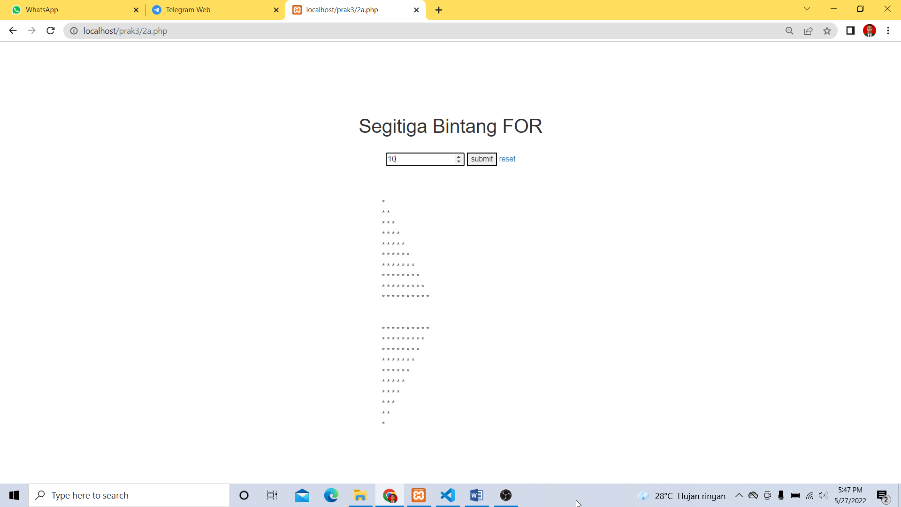 WhatsApp
Telegram Web
localhost/prak3/2a.php
localhost/prak3/2a.php
Segitiga Bintang FOR
10
submit reset
*
* *
* * *
* * * *
* * * * *
* * * * * *
* * * * * * *
* * * * * * * *
* * * * * * * * *
* * * * * * * * * *
* * * * * * * * * *
* * * * * * * * *
* * * * * * * *
* * * * * * *
* * * * * *
* * * * *
* * * *
* * *
* *
*
Type here to search
28°C Hujan ringan
5:47 PM
5/27/2022
2